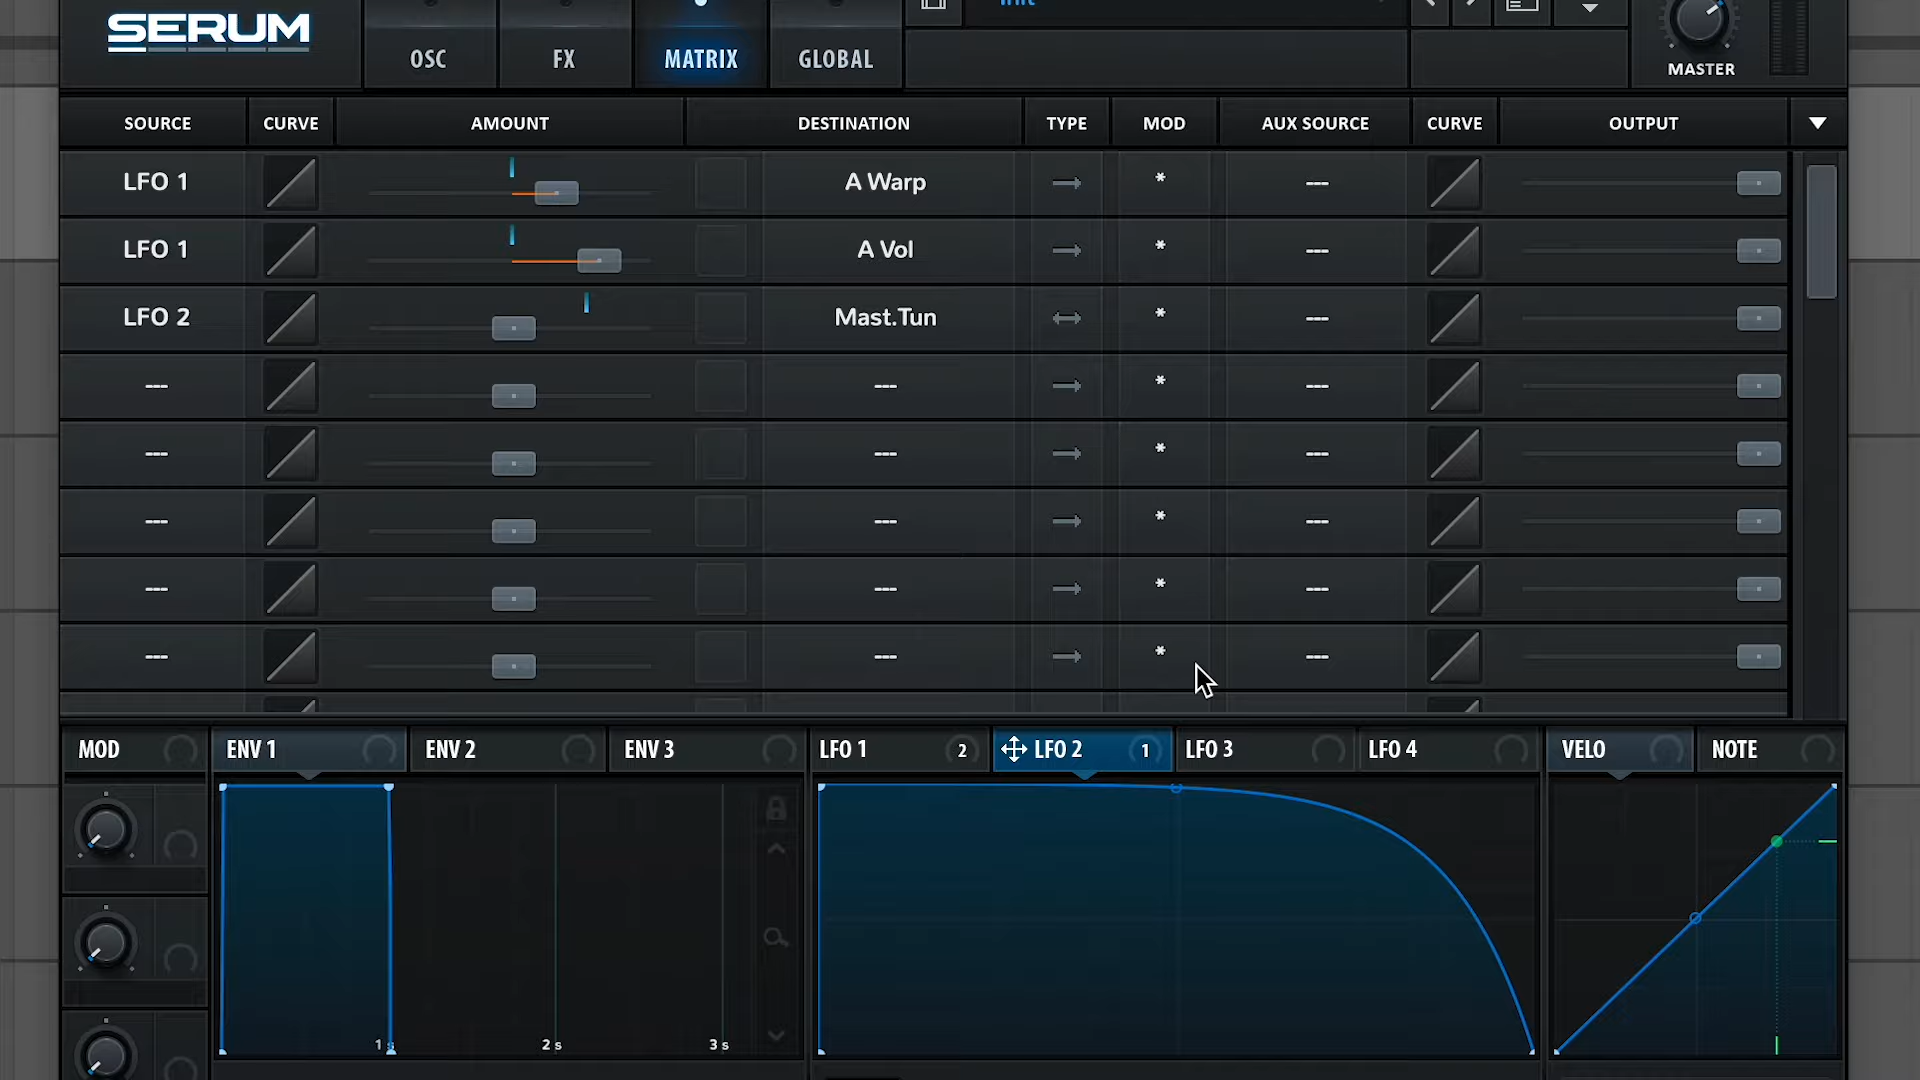 Init
SERUM
OSC FX MATRIX GLOBAL
MASTER
SOURCE CURVE AMOUNT DESTINATION TYPE MOD AUX SOURCE CURVE OUTPUT
LFO 1 A Warp * ---
LFO 1 A Vol * ---
LFO 2 Mast.Tun * ---
--- --- * ---
--- --- * ---
--- --- * ---
--- --- * ---
--- --- * ---
MOD ENV 1 ENV 2 ENV 3 LFO 1 2 LFO 2 1 LFO 3 LFO 4 VELO NOTE
1 s 2 s 3 s